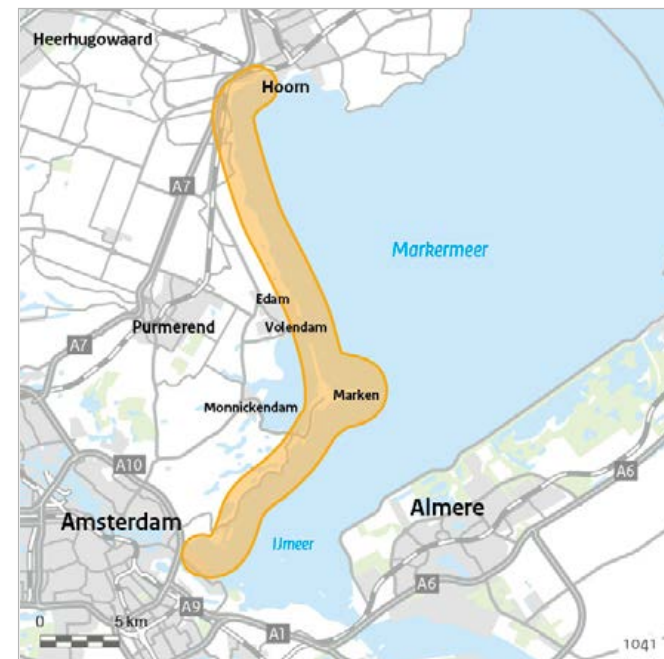 Heerhugowaard
Hoorn
A7
Markermeer
Edam
Volendam
Purmerend
A7
Marken
Monnickendam
A10
A6
Amsterdam
Almere
IJmeer
A6
A9
0 5 km
A1
1041